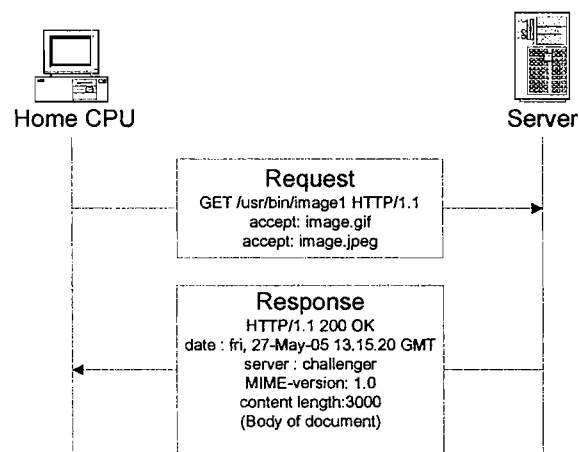 Home CPU
Server
Request
GET /usr/bin/image1 HTTP/1.1
accept: image.gif
accept: image.jpeg
Response
HTTP/1.1 200 OK
date : fri, 27-May-05 13.15.20 GMT
server : challenger
MIME-version: 1.0
content length:3000
(Body of document)